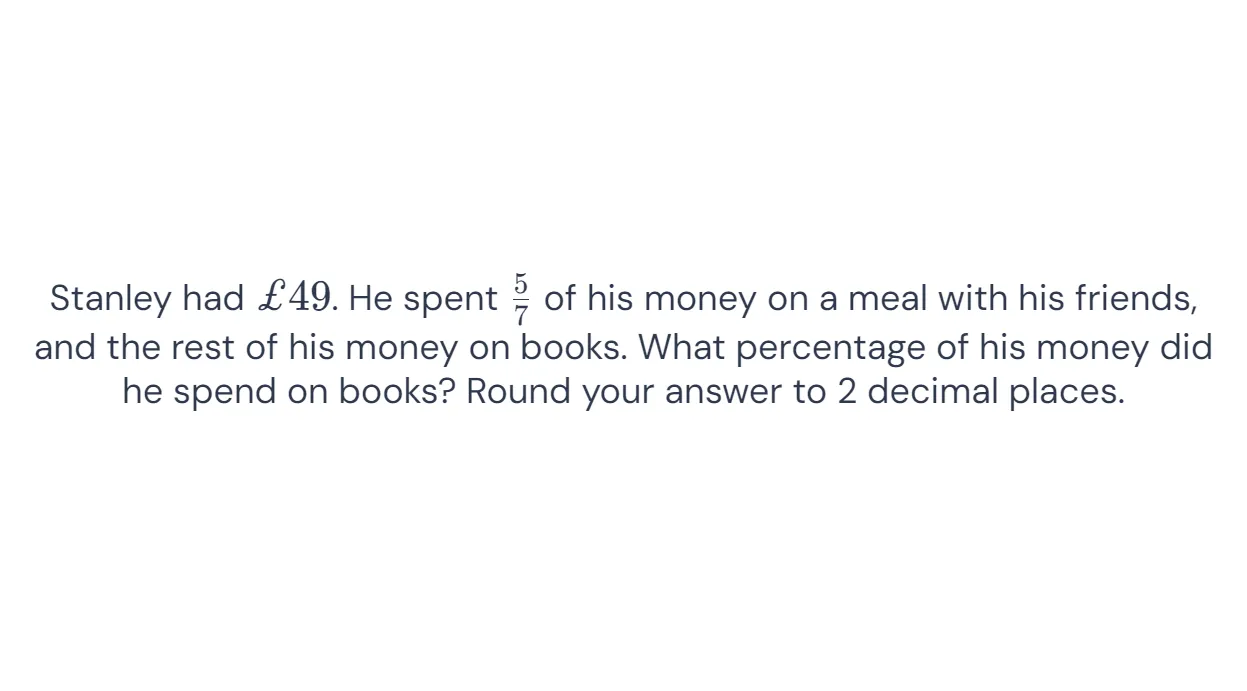 Stanley had £49. He spent 5/7 of his money on a meal with his friends,
and the rest of his money on books. What percentage of his money did
he spend on books? Round your answer to 2 decimal places.